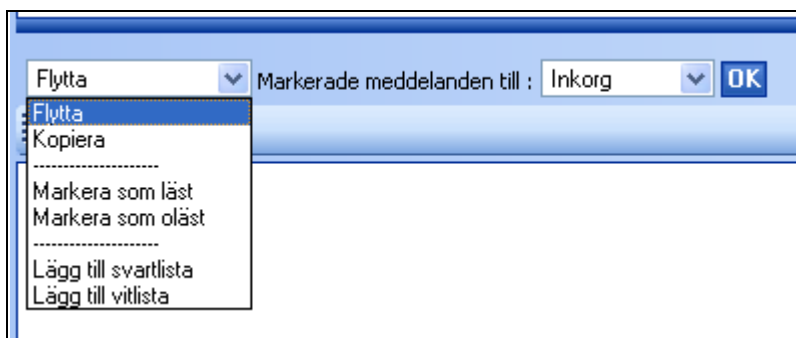 Flytta Markerade meddelanden till : Inkorg OK
Flytta
Kopiera
---------------------
Markera som läst
Markera som oläst
---------------------
Lägg till svartlista
Lägg till vitlista